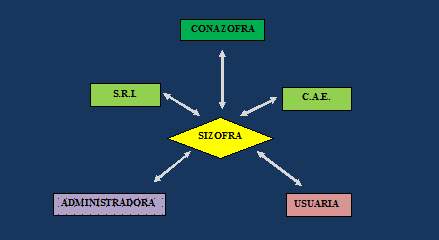 CONAZOFRA
S.R.I.
C.A.E.
SIZOFRA
ADMINISTRADORA
USUARIA